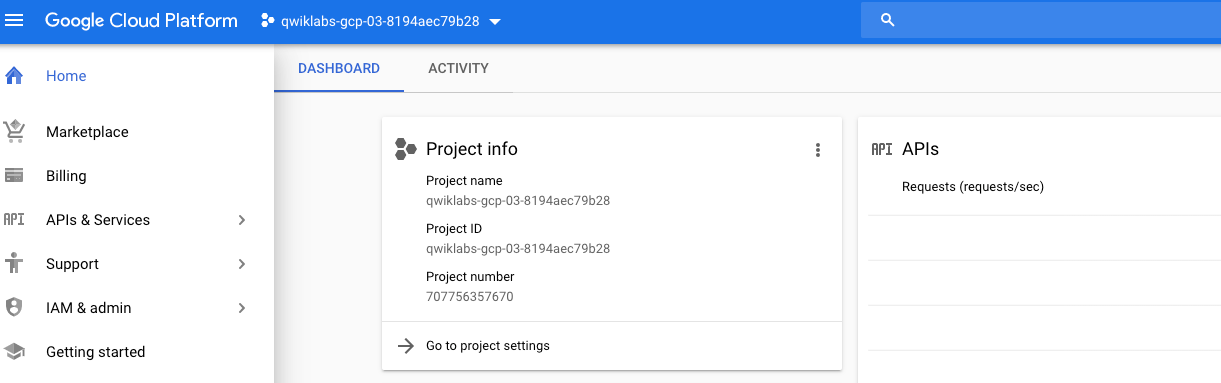 Google Cloud Platform
qwiklabs-gcp-03-8194aec79b28
Home
Marketplace
Billing
API APIs & Services
Support
IAM & admin
Getting started
DASHBOARD
ACTIVITY
Project info
Project name
qwiklabs-gcp-03-8194aec79b28
Project ID
qwiklabs-gcp-03-8194aec79b28
Project number
707756357670
Go to project settings
API APIs
Requests (requests/sec)